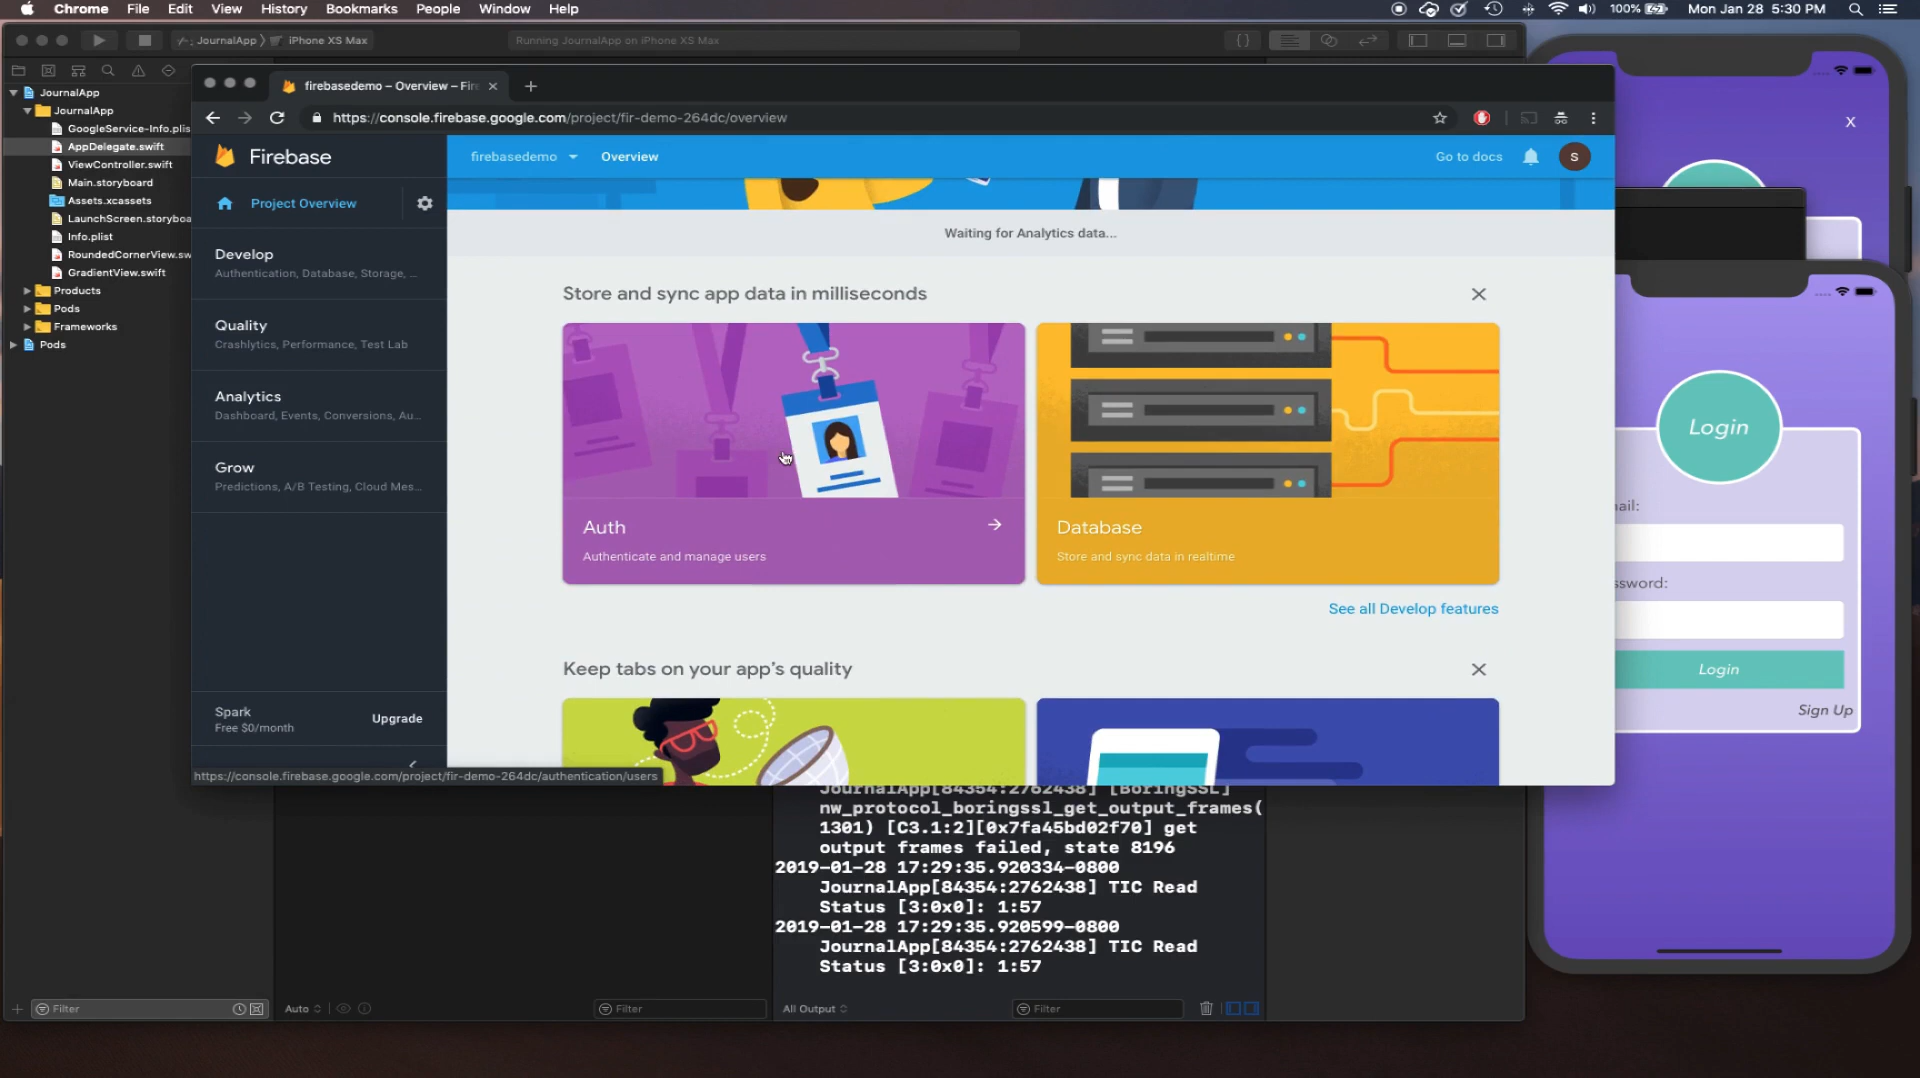 Chrome File Edit View History Bookmarks People Window Help
100% Mon Jan 28 5:30 PM
JournalApp iPhone XS Max
Running JournalApp on iPhone XS Max
JournalApp
JournalApp
GoogleService-Info.plis
AppDelegate.swift
ViewController.swift
Main.storyboard
Assets.xcassets
LaunchScreen.storyboa
Info.plist
RoundedCornerView.sw
GradientView.swift
Products
Pods
Frameworks
Pods
Filter
firebasedemo – Overview – Fire
https://console.firebase.google.com/project/fir-demo-264dc/overview
Firebase
firebasedemo Overview
Go to docs
S
Project Overview
Develop
Authentication, Database, Storage, ...
Quality
Crashlytics, Performance, Test Lab
Analytics
Dashboard, Events, Conversions, Au...
Grow
Predictions, A/B Testing, Cloud Mes...
Spark
Free $0/month
Upgrade
https://console.firebase.google.com/project/fir-demo-264dc/authentication/users
Waiting for Analytics data...
Store and sync app data in milliseconds
Auth
Authenticate and manage users
Database
Store and sync data in realtime
See all Develop features
Keep tabs on your app's quality
JournalApp[84354:2762438] [BoringSSL]
nw_protocol_boringssl_get_output_frames(
1301) [C3.1:2][0x7fa45bd02f70] get
output frames failed, state 8196
2019-01-28 17:29:35.920334-0800
JournalApp[84354:2762438] TIC Read
Status [3:0x0]: 1:57
2019-01-28 17:29:35.920599-0800
JournalApp[84354:2762438] TIC Read
Status [3:0x0]: 1:57
Auto
Filter
All Output
Filter
X
Login
ail:
ssword:
Login
Sign Up